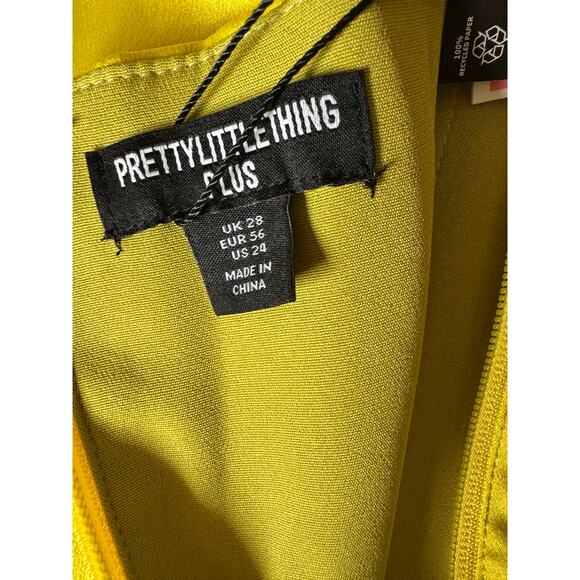 100%
RECYCLED PAPER
PRETTYLITTLETHING
PLUS
UK 28
EUR 56
US 24
MADE IN
CHINA